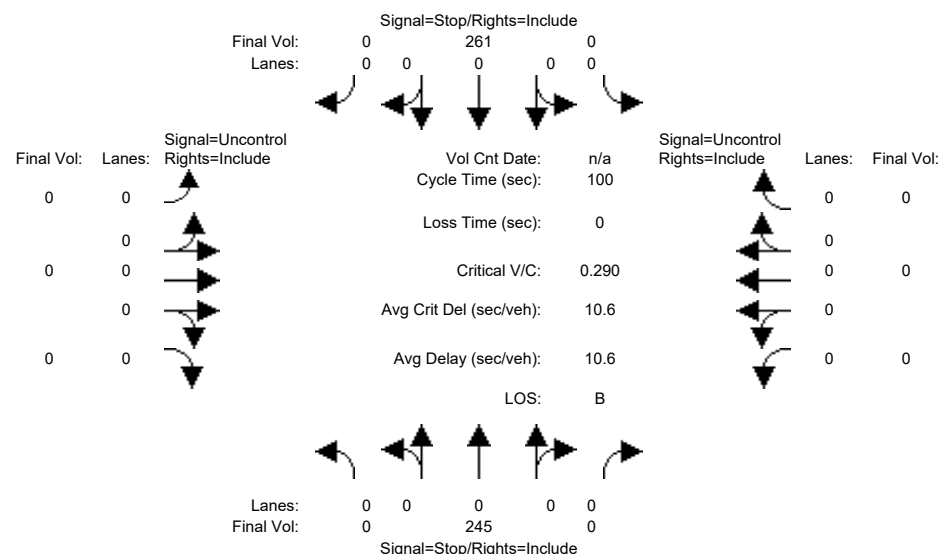 Signal=Stop/Rights=Include
Final Vol: 0 261 0
Lanes: 0 0 0 0 0
Signal=Uncontrol
Final Vol: Lanes: Rights=Include
Vol Cnt Date: n/a
Signal=Uncontrol
Rights=Include Lanes: Final Vol:
Cycle Time (sec): 100
0 0 0 0
Loss Time (sec): 0
0 0
0 0 Critical V/C: 0.290 0 0
0 Avg Crit Del (sec/veh): 10.6 0
0 0 Avg Delay (sec/veh): 10.6 0 0
LOS: B
Lanes: 0 0 0 0 0
Final Vol: 0 245 0
Signal=Stop/Rights=Include